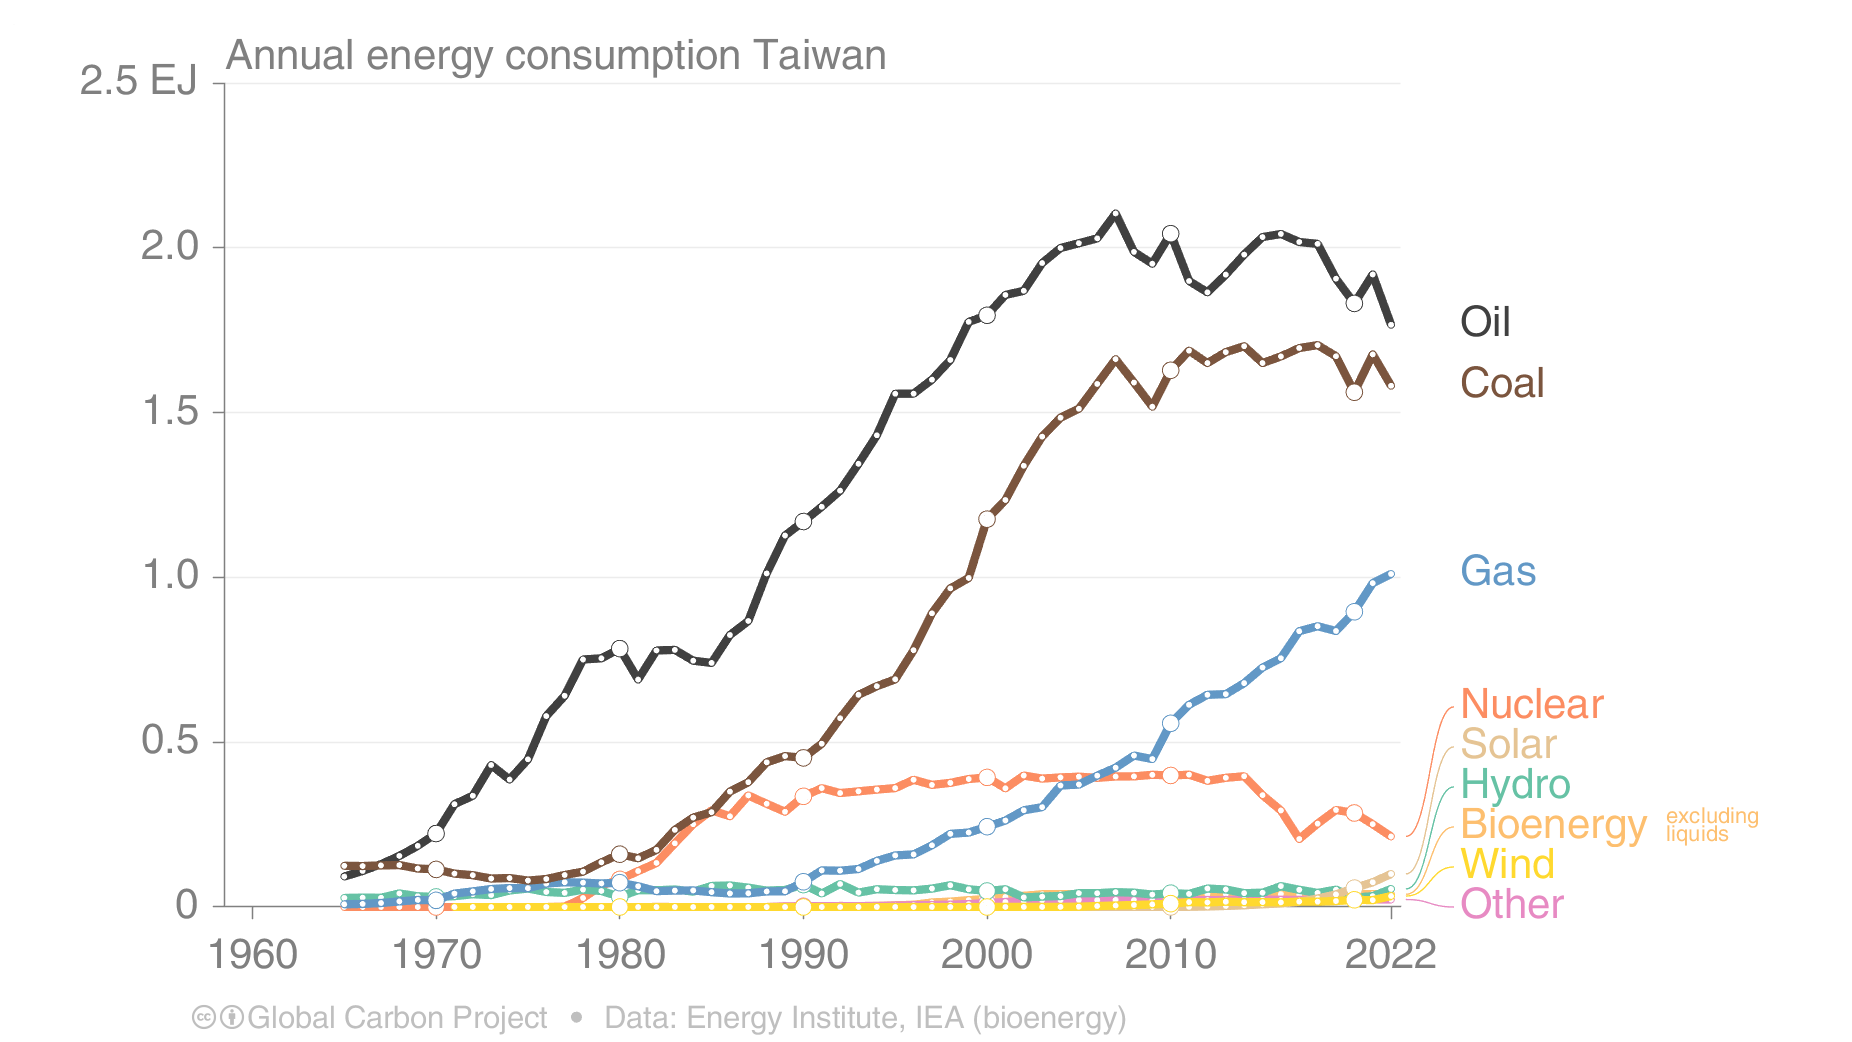 Annual energy consumption Taiwan
2.5 EJ
2.0
1.5
1.0
0.5
0
1960 1970 1980 1990 2000 2010 2022
Oil
Coal
Gas
Nuclear
Solar
Hydro
Bioenergy excluding liquids
Wind
Other
cc Global Carbon Project • Data: Energy Institute, IEA (bioenergy)